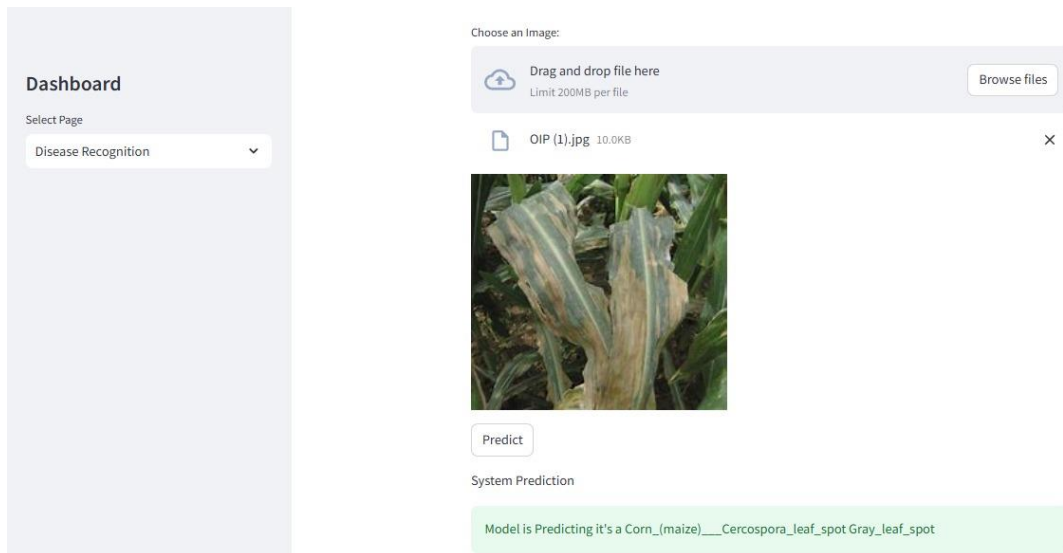 Dashboard
Select Page
Disease Recognition
Choose an Image:
Drag and drop file here
Limit 200MB per file
Browse files
OIP (1).jpg 10.0KB
Predict
System Prediction
Model is Predicting it's a Corn_(maize)___Cercospora_leaf_spot Gray_leaf_spot